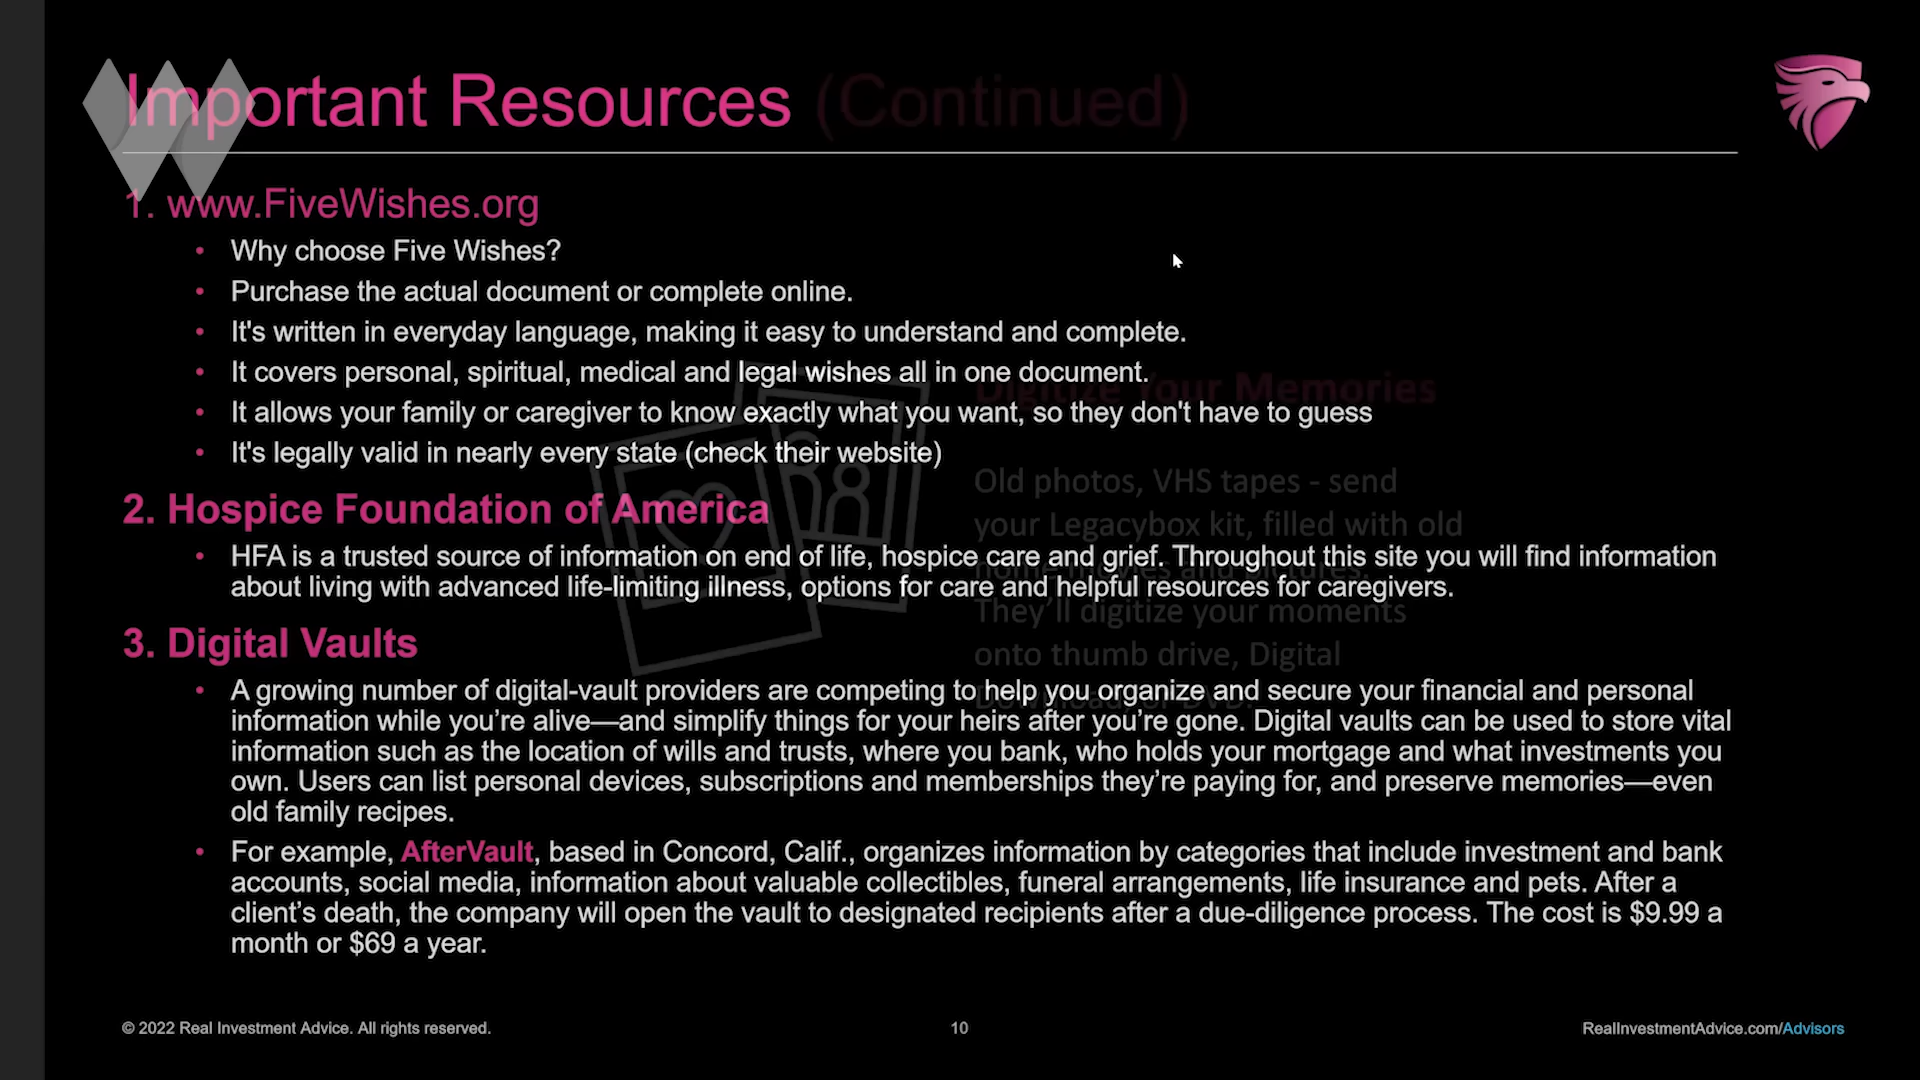 Important Resources (Continued)
1. www.FiveWishes.org
• Why choose Five Wishes?
• Purchase the actual document or complete online.
• It's written in everyday language, making it easy to understand and complete.
• It covers personal, spiritual, medical and legal wishes all in one document.
Digitize Your Memories
• It allows your family or caregiver to know exactly what you want, so they don't have to guess
• It's legally valid in nearly every state (check their website)
Old photos, VHS tapes - send
your Legacybox kit, filled with old
home movies and pictures.
They'll digitize your moments
onto thumb drive, Digital
Download, or DVD.
2. Hospice Foundation of America
• HFA is a trusted source of information on end of life, hospice care and grief. Throughout this site you will find information
about living with advanced life-limiting illness, options for care and helpful resources for caregivers.
3. Digital Vaults
• A growing number of digital-vault providers are competing to help you organize and secure your financial and personal
information while you’re alive—and simplify things for your heirs after you’re gone. Digital vaults can be used to store vital
information such as the location of wills and trusts, where you bank, who holds your mortgage and what investments you
own. Users can list personal devices, subscriptions and memberships they’re paying for, and preserve memories—even
old family recipes.
• For example, AfterVault, based in Concord, Calif., organizes information by categories that include investment and bank
accounts, social media, information about valuable collectibles, funeral arrangements, life insurance and pets. After a
client’s death, the company will open the vault to designated recipients after a due-diligence process. The cost is $9.99 a
month or $69 a year.
© 2022 Real Investment Advice. All rights reserved.
10
RealInvestmentAdvice.com/Advisors